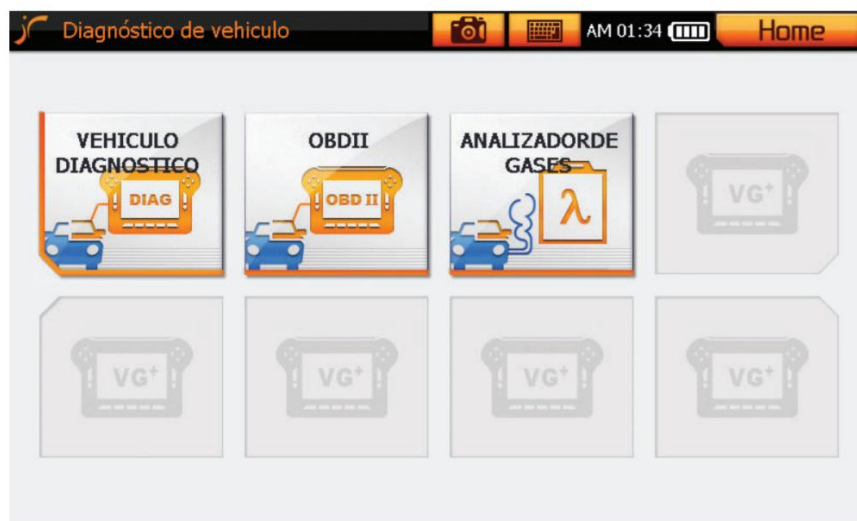 Diagnóstico de vehiculo
AM 01:34
Home
VEHICULO
DIAGNOSTICO
DIAG
OBDII
OBD II
ANALIZADORDE
GASES
λ
VG+
VG+
VG+
VG+
VG+